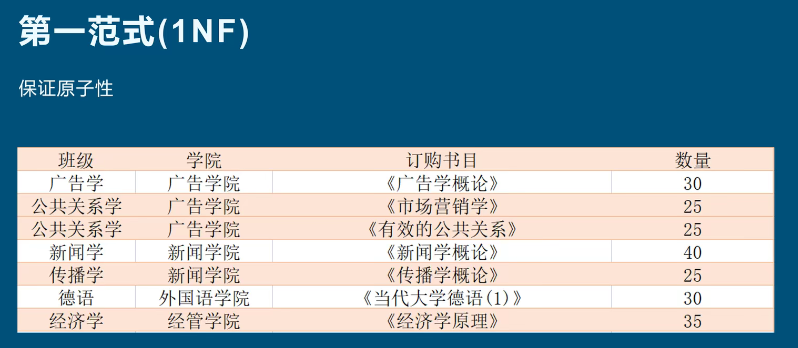 第一范式(1NF)
保证原子性
班级 学院 订购书目 数量
广告学 广告学院 《广告学概论》 30
公共关系学 广告学院 《市场营销学》 25
公共关系学 广告学院 《有效的公共关系》 25
新闻学 新闻学院 《新闻学概论》 40
传播学 新闻学院 《传播学概论》 25
德语 外国语学院 《当代大学德语(1)》 30
经济学 经管学院 《经济学原理》 35